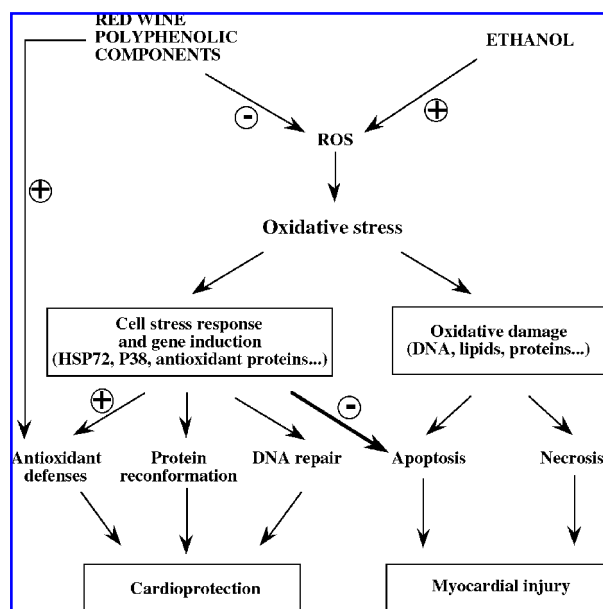 RED WINE
POLYPHENOLIC
COMPONENTS
ETHANOL
-
+
ROS
+
Oxidative stress
Cell stress response
and gene induction
(HSP72, P38, antioxidant proteins...)
Oxidative damage
(DNA, lipids, proteins...)
+
-
Antioxidant
defenses
Protein
reconformation
DNA repair
Apoptosis
Necrosis
Cardioprotection
Myocardial injury